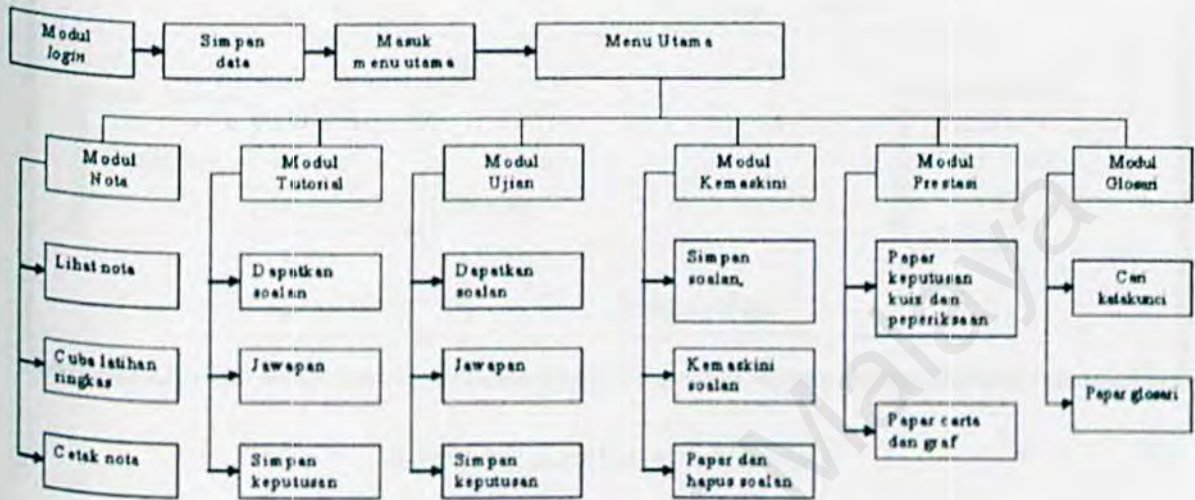 Modul
login
Simpan
data
Masuk
menu utama
Menu Utama
Modul
Nota
Modul
Tutorial
Modul
Ujian
Modul
Kemaskini
Modul
Prestasi
Modul
Glosari
Lihat nota
Cuba latihan
ringkas
Cetak nota
Dapatkan
soalan
Jawapan
Simpan
keputusan
Dapatkan
soalan
Jawapan
Simpan
keputusan
Simpan
soalan,
Kemaskini
soalan
Papar dan
hapus soalan
Papar
keputusan
kuiz dan
peperiksaan
Papar carta
dan graf
Cari
katakunci
Papar glosari
Malaya